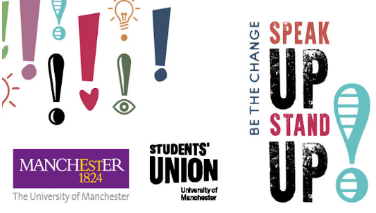 BE THE CHANGE
SPEAK
UP
STAND
UP
MANCHESTER
1824
The University of Manchester
STUDENTS'
UNION
University of
Manchester